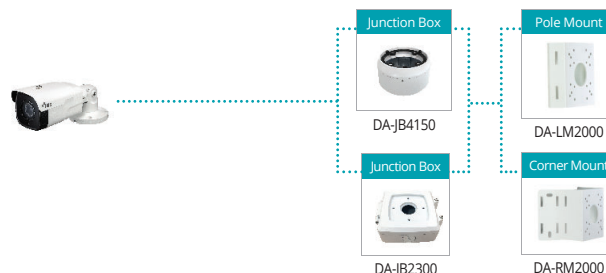 Junction Box
Pole Mount
DA-JB4150
DA-LM2000
Junction Box
Corner Mount
DA-JB2300
DA-RM2000